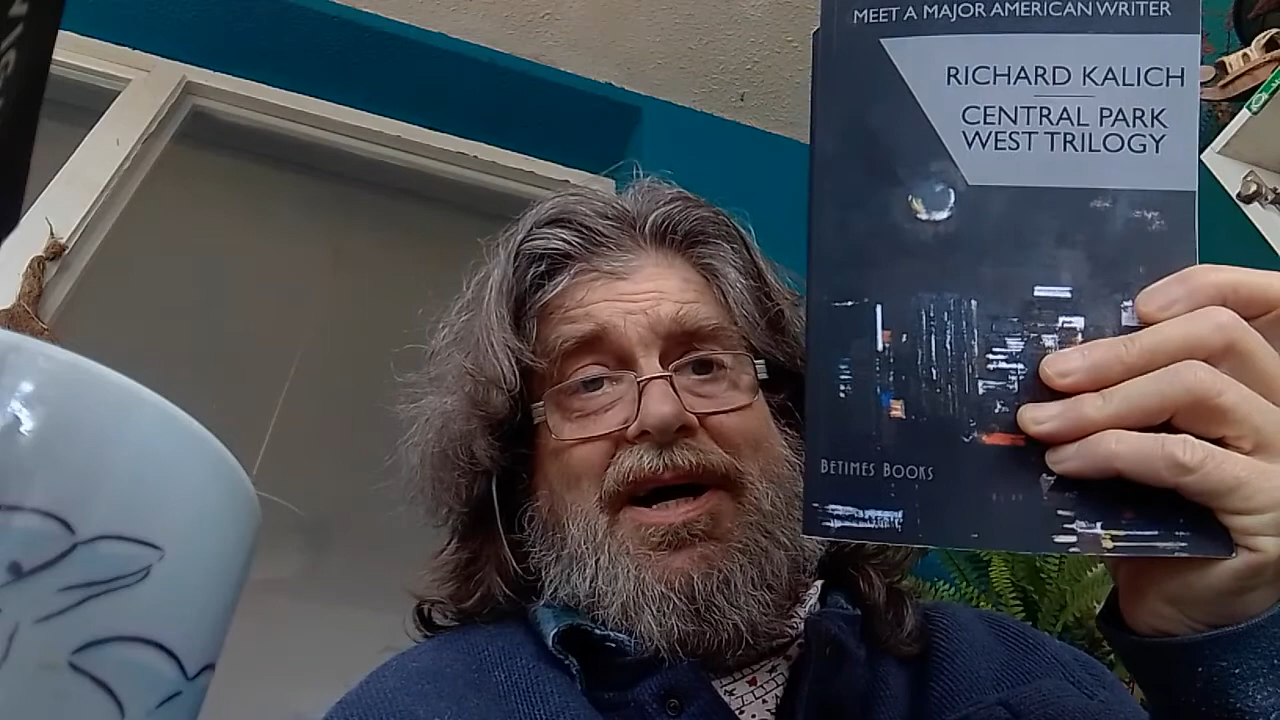 MEET A MAJOR AMERICAN WRITER
RICHARD KALICH
CENTRAL PARK
WEST TRILOGY
BETIMES BOOKS